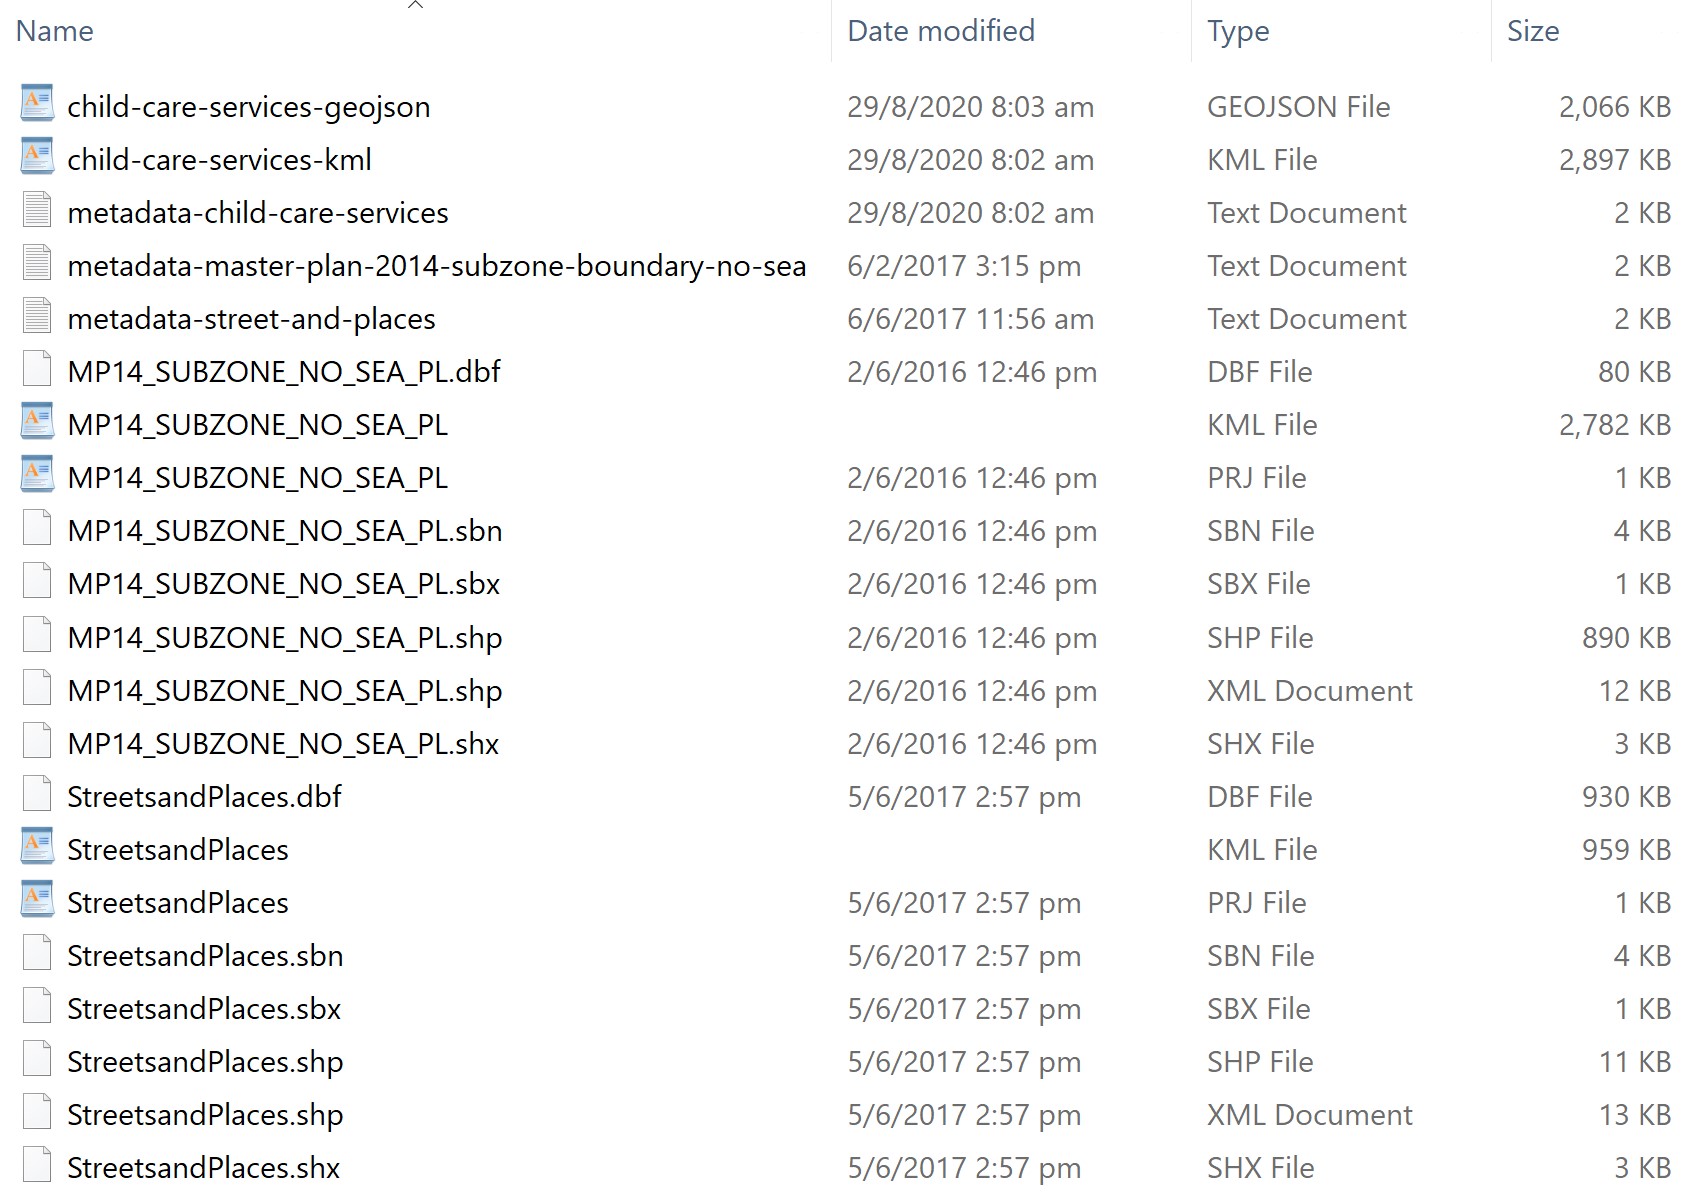 Name Date modified Type Size
child-care-services-geojson 29/8/2020 8:03 am GEOJSON File 2,066 KB
child-care-services-kml 29/8/2020 8:02 am KML File 2,897 KB
metadata-child-care-services 29/8/2020 8:02 am Text Document 2 KB
metadata-master-plan-2014-subzone-boundary-no-sea 6/2/2017 3:15 pm Text Document 2 KB
metadata-street-and-places 6/6/2017 11:56 am Text Document 2 KB
MP14_SUBZONE_NO_SEA_PL.dbf 2/6/2016 12:46 pm DBF File 80 KB
MP14_SUBZONE_NO_SEA_PL KML File 2,782 KB
MP14_SUBZONE_NO_SEA_PL 2/6/2016 12:46 pm PRJ File 1 KB
MP14_SUBZONE_NO_SEA_PL.sbn 2/6/2016 12:46 pm SBN File 4 KB
MP14_SUBZONE_NO_SEA_PL.sbx 2/6/2016 12:46 pm SBX File 1 KB
MP14_SUBZONE_NO_SEA_PL.shp 2/6/2016 12:46 pm SHP File 890 KB
MP14_SUBZONE_NO_SEA_PL.shp 2/6/2016 12:46 pm XML Document 12 KB
MP14_SUBZONE_NO_SEA_PL.shx 2/6/2016 12:46 pm SHX File 3 KB
StreetsandPlaces.dbf 5/6/2017 2:57 pm DBF File 930 KB
StreetsandPlaces KML File 959 KB
StreetsandPlaces 5/6/2017 2:57 pm PRJ File 1 KB
StreetsandPlaces.sbn 5/6/2017 2:57 pm SBN File 4 KB
StreetsandPlaces.sbx 5/6/2017 2:57 pm SBX File 1 KB
StreetsandPlaces.shp 5/6/2017 2:57 pm SHP File 11 KB
StreetsandPlaces.shp 5/6/2017 2:57 pm XML Document 13 KB
StreetsandPlaces.shx 5/6/2017 2:57 pm SHX File 3 KB